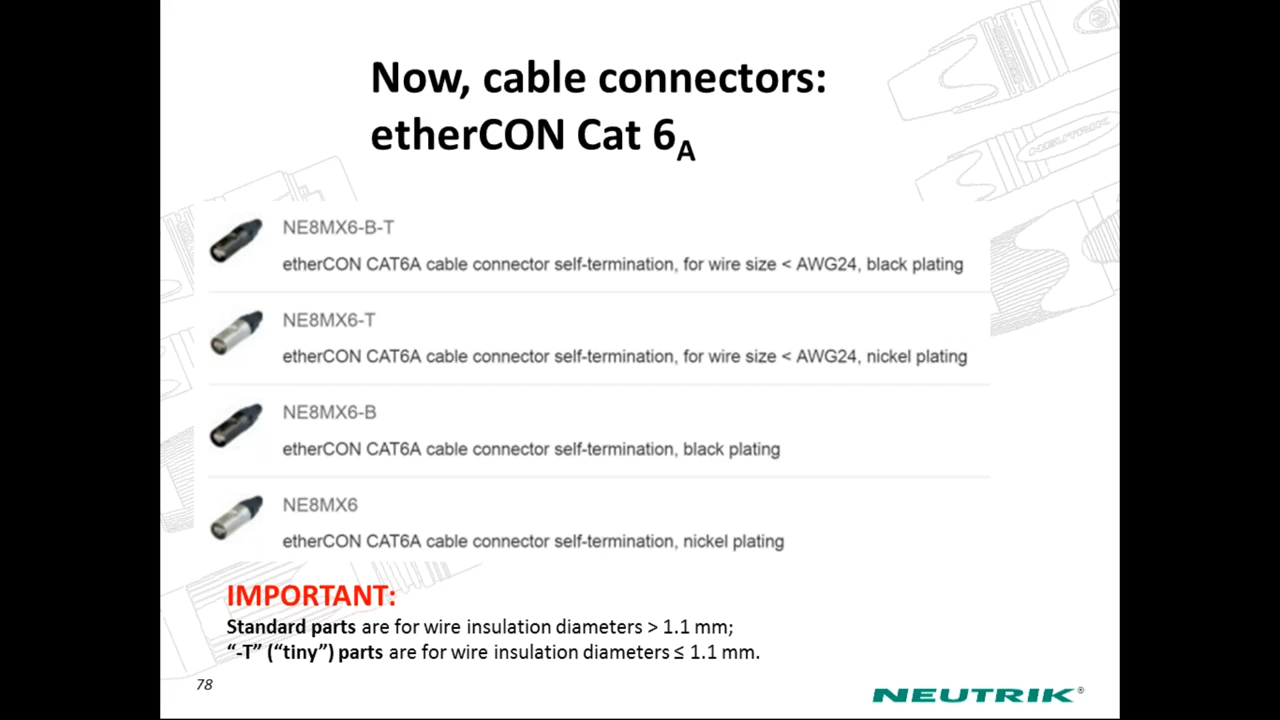 Now, cable connectors:
etherCON Cat 6A
NE8MX6-B-T
etherCON CAT6A cable connector self-termination, for wire size < AWG24, black plating
NE8MX6-T
etherCON CAT6A cable connector self-termination, for wire size < AWG24, nickel plating
NE8MX6-B
etherCON CAT6A cable connector self-termination, black plating
NE8MX6
etherCON CAT6A cable connector self-termination, nickel plating
IMPORTANT:
Standard parts are for wire insulation diameters > 1.1 mm;
“-T” (“tiny”) parts are for wire insulation diameters ≤ 1.1 mm.
78
NEUTRIK®
NEUTRIK